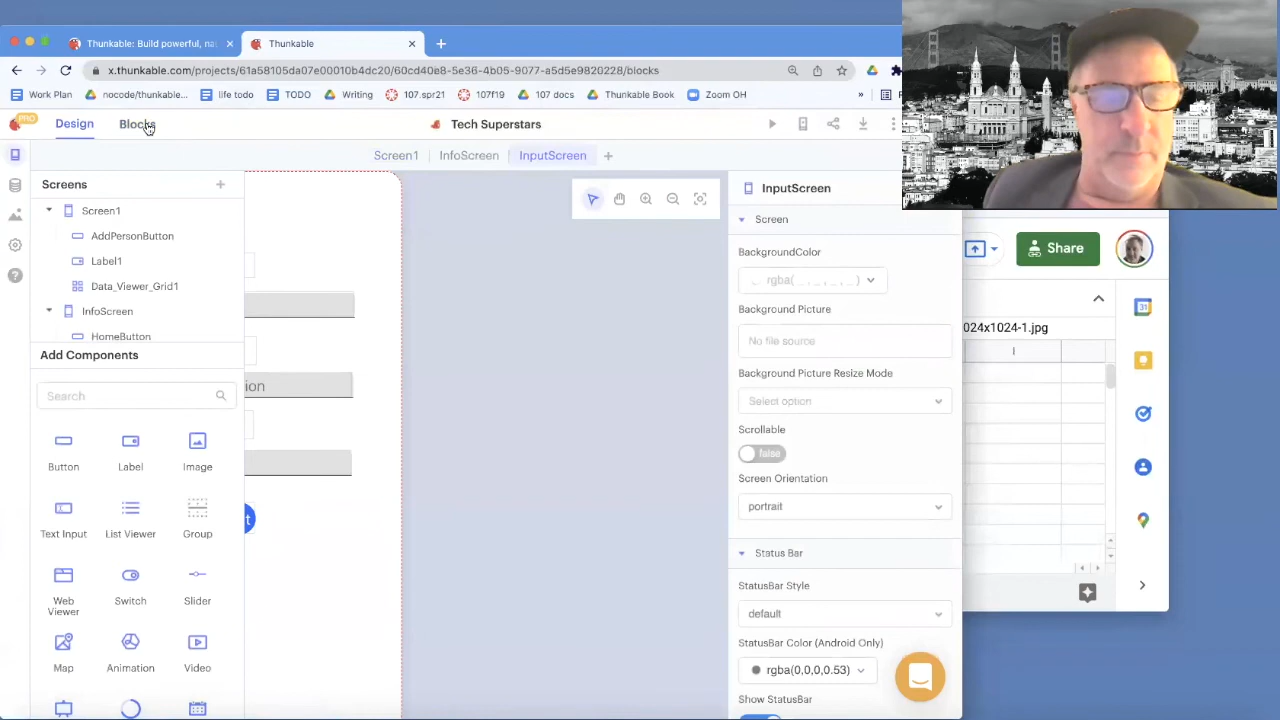 Thunkable: Build powerful, na
Thunkable
x.thunkable.com/projects/61a58105da07e00010b4dc20/60cd40e8-5e36-4b05-9077-a5d5e9820228/blocks
Work Plan
nocode/thunkable...
life todo
TODO
Writing
107.spr21
107f19
107 docs
Thunkable Book
Zoom OH
»
PRO
Design
Blocks
Tech Superstars
Screen1
InfoScreen
InputScreen
Screens
Screen1
AddPersonButton
Label1
Data_Viewer_Grid1
InfoScreen
HomeButton
Add Components
Search
Button
Label
Image
Text Input
List Viewer
Group
Web
Viewer
Switch
Slider
Map
Animation
Video
ion
t
InputScreen
Screen
BackgroundColor
rgba(_,_,_,_)
Background Picture
No file source
Background Picture Resize Mode
Select option
Scrollable
false
Screen Orientation
portrait
Status Bar
StatusBar Style
default
StatusBar Color (Android Only)
rgba(0,0,0,0.53)
Show StatusBar
Share
024x1024-1.jpg
I
31